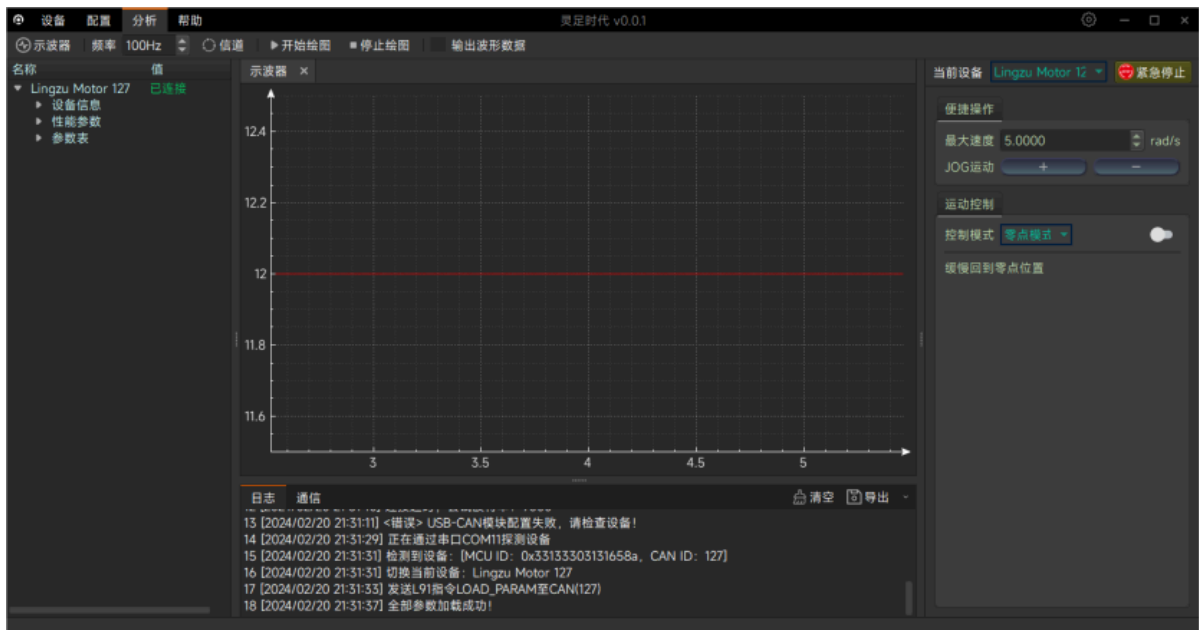 设备 配置 分析 帮助 灵足时代 v0.0.1
示波器 频率 100Hz 信道 开始绘图 停止绘图 输出波形数据
名称 值
Lingzu Motor 127 已连接
设备信息
性能参数
参数表
示波器 ×
12.4
12.2
12
11.8
11.6
3 3.5 4 4.5 5
当前设备 Lingzu Motor 12 紧急停止
便捷操作
最大速度 5.0000 rad/s
JOG运动 + −
运动控制
控制模式 零点模式
缓慢回到零点位置
日志 通信 清空 导出
13 [2024/02/20 21:31:11] <错误> USB-CAN模块配置失败，请检查设备！
14 [2024/02/20 21:31:29] 正在通过串口COM11探测设备
15 [2024/02/20 21:31:31] 检测到设备：[MCU ID：0x33133303131658a，CAN ID：127]
16 [2024/02/20 21:31:31] 切换当前设备：Lingzu Motor 127
17 [2024/02/20 21:31:33] 发送L91指令LOAD_PARAM至CAN(127)
18 [2024/02/20 21:31:37] 全部参数加载成功！